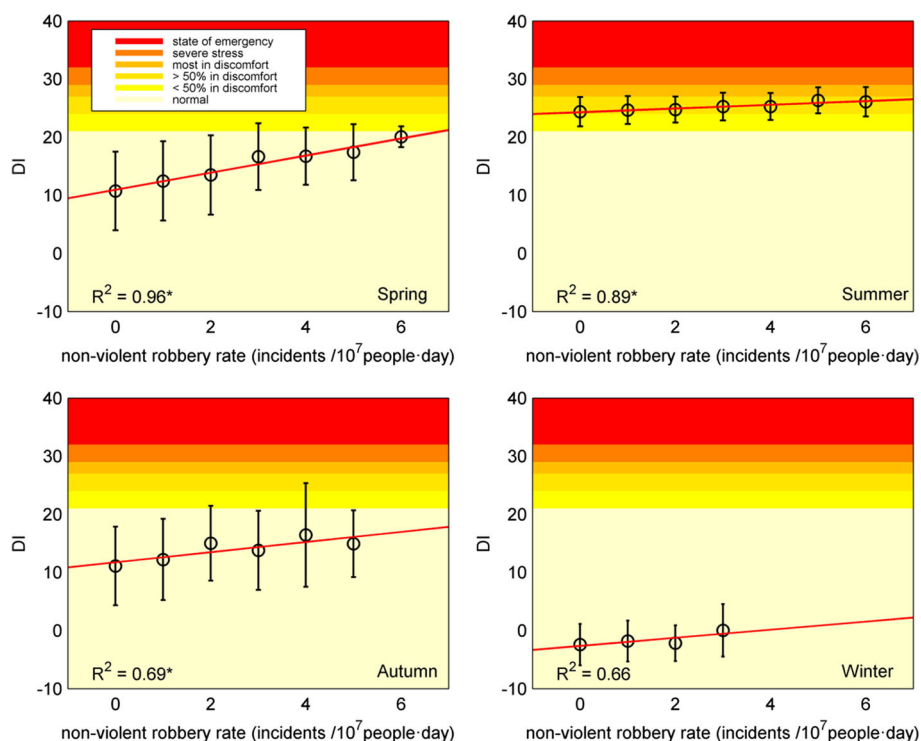 40
30
20
10
0
-10
DI
state of emergency
severe stress
most in discomfort
> 50% in discomfort
< 50% in discomfort
normal
R² = 0.96*
Spring
0 2 4 6
non-violent robbery rate (incidents /10⁷people·day)
40
30
20
10
0
-10
DI
R² = 0.89*
Summer
0 2 4 6
non-violent robbery rate (incidents /10⁷people·day)
40
30
20
10
0
-10
DI
R² = 0.69*
Autumn
0 2 4 6
non-violent robbery rate (incidents /10⁷people·day)
40
30
20
10
0
-10
DI
R² = 0.66
Winter
0 2 4 6
non-violent robbery rate (incidents /10⁷people·day)